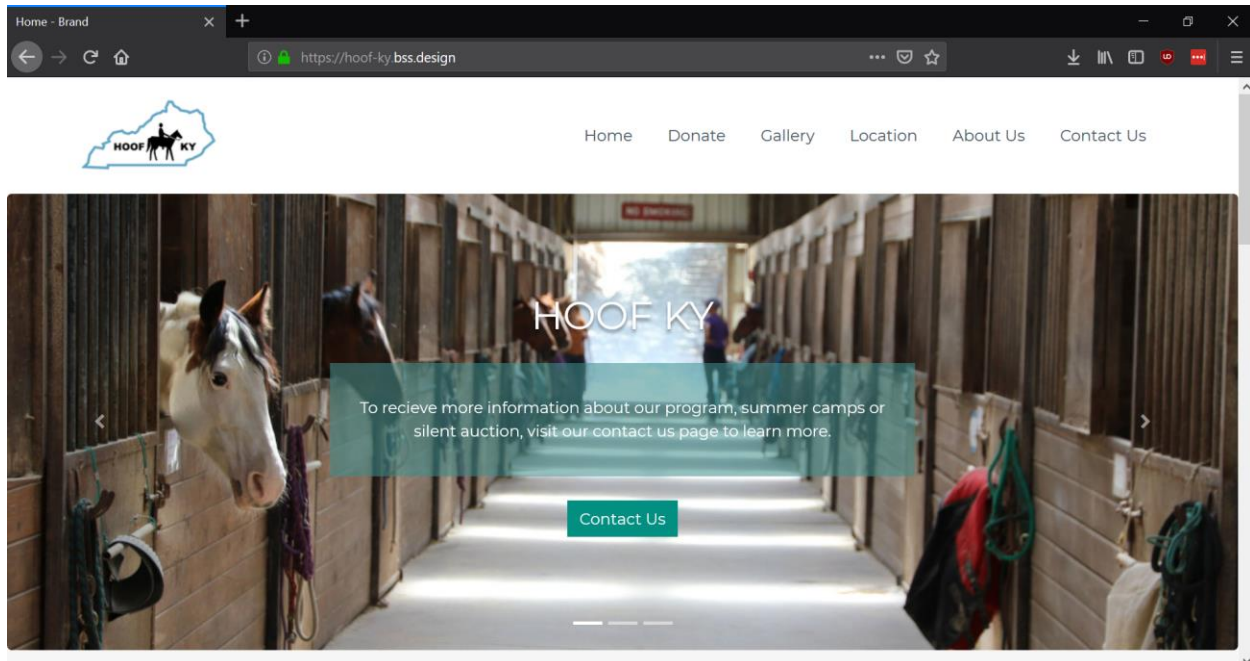 Home - Brand
https://hoof-ky.bss.design
HOOF KY
Home Donate Gallery Location About Us Contact Us
NO SMOKING
HOOF KY
To recieve more information about our program, summer camps or
silent auction, visit our contact us page to learn more.
Contact Us